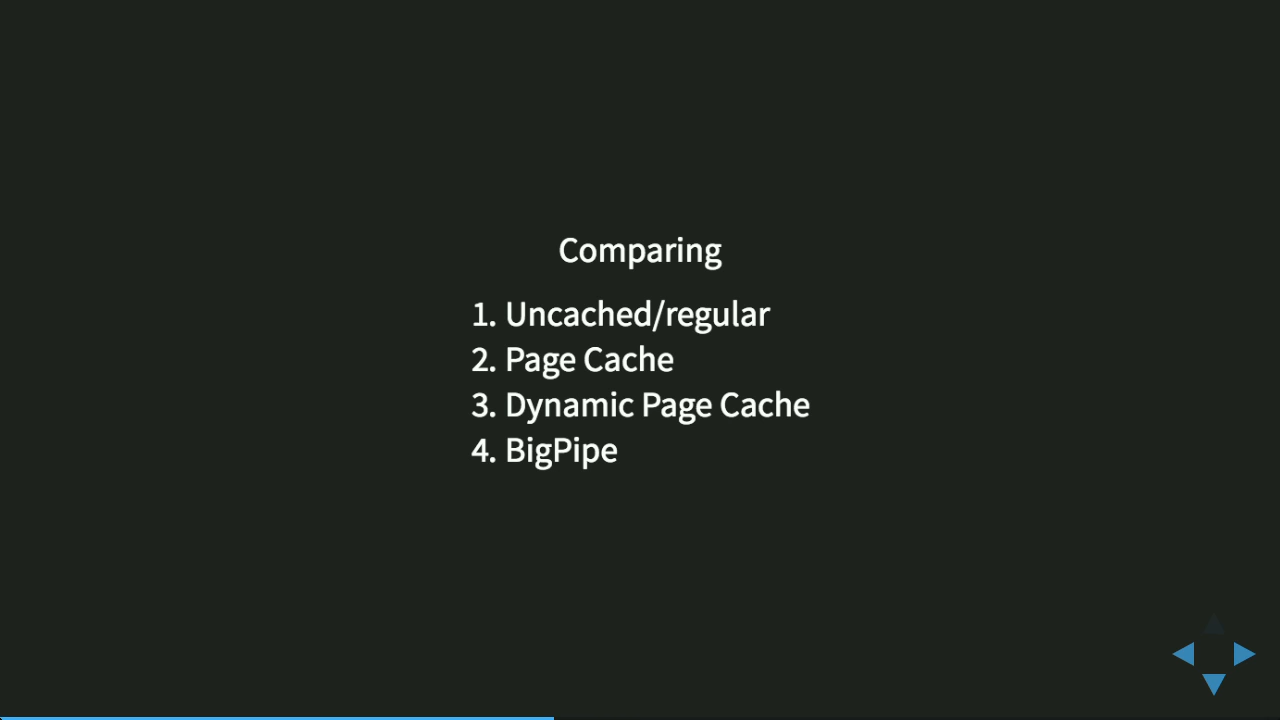 Comparing
1. Uncached/regular
2. Page Cache
3. Dynamic Page Cache
4. BigPipe